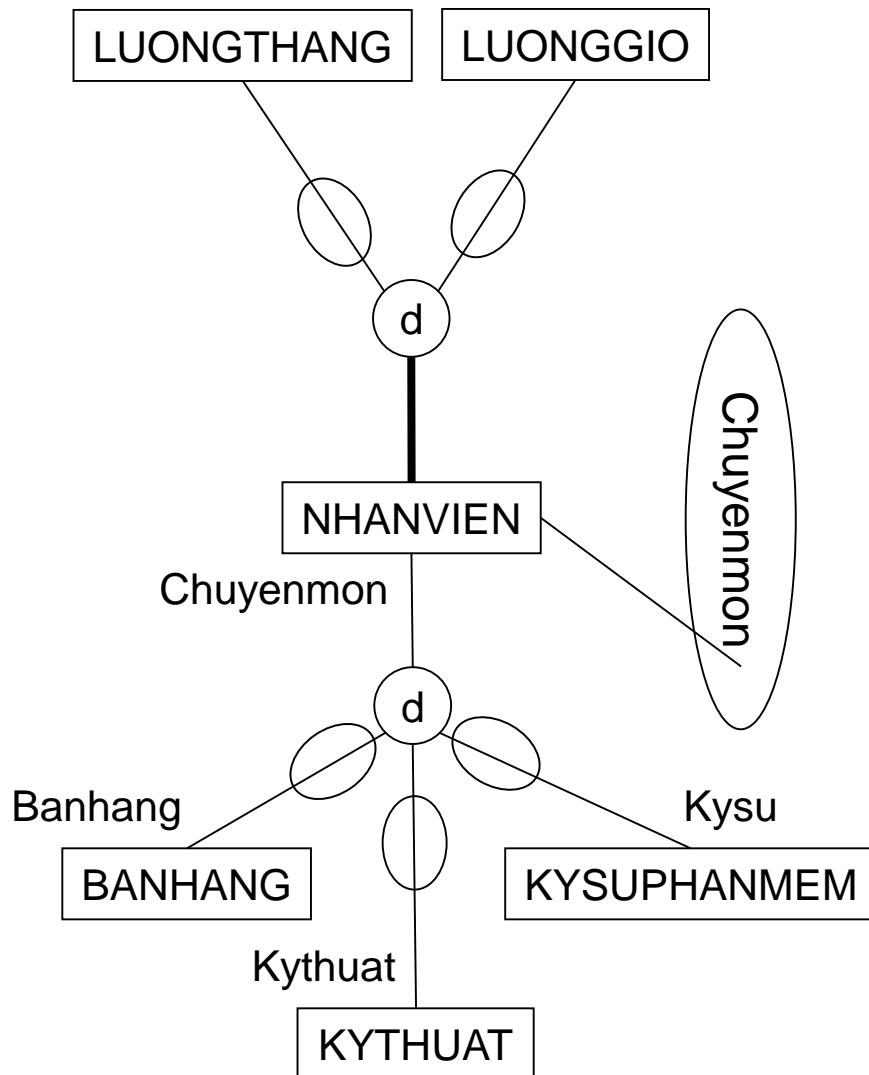 LUONGTHANG
LUONGGIO
d
Chuyenmon
NHANVIEN
Chuyenmon
d
Banhang
Kysu
BANHANG
KYSUPHANMEM
Kythuat
KYTHUAT